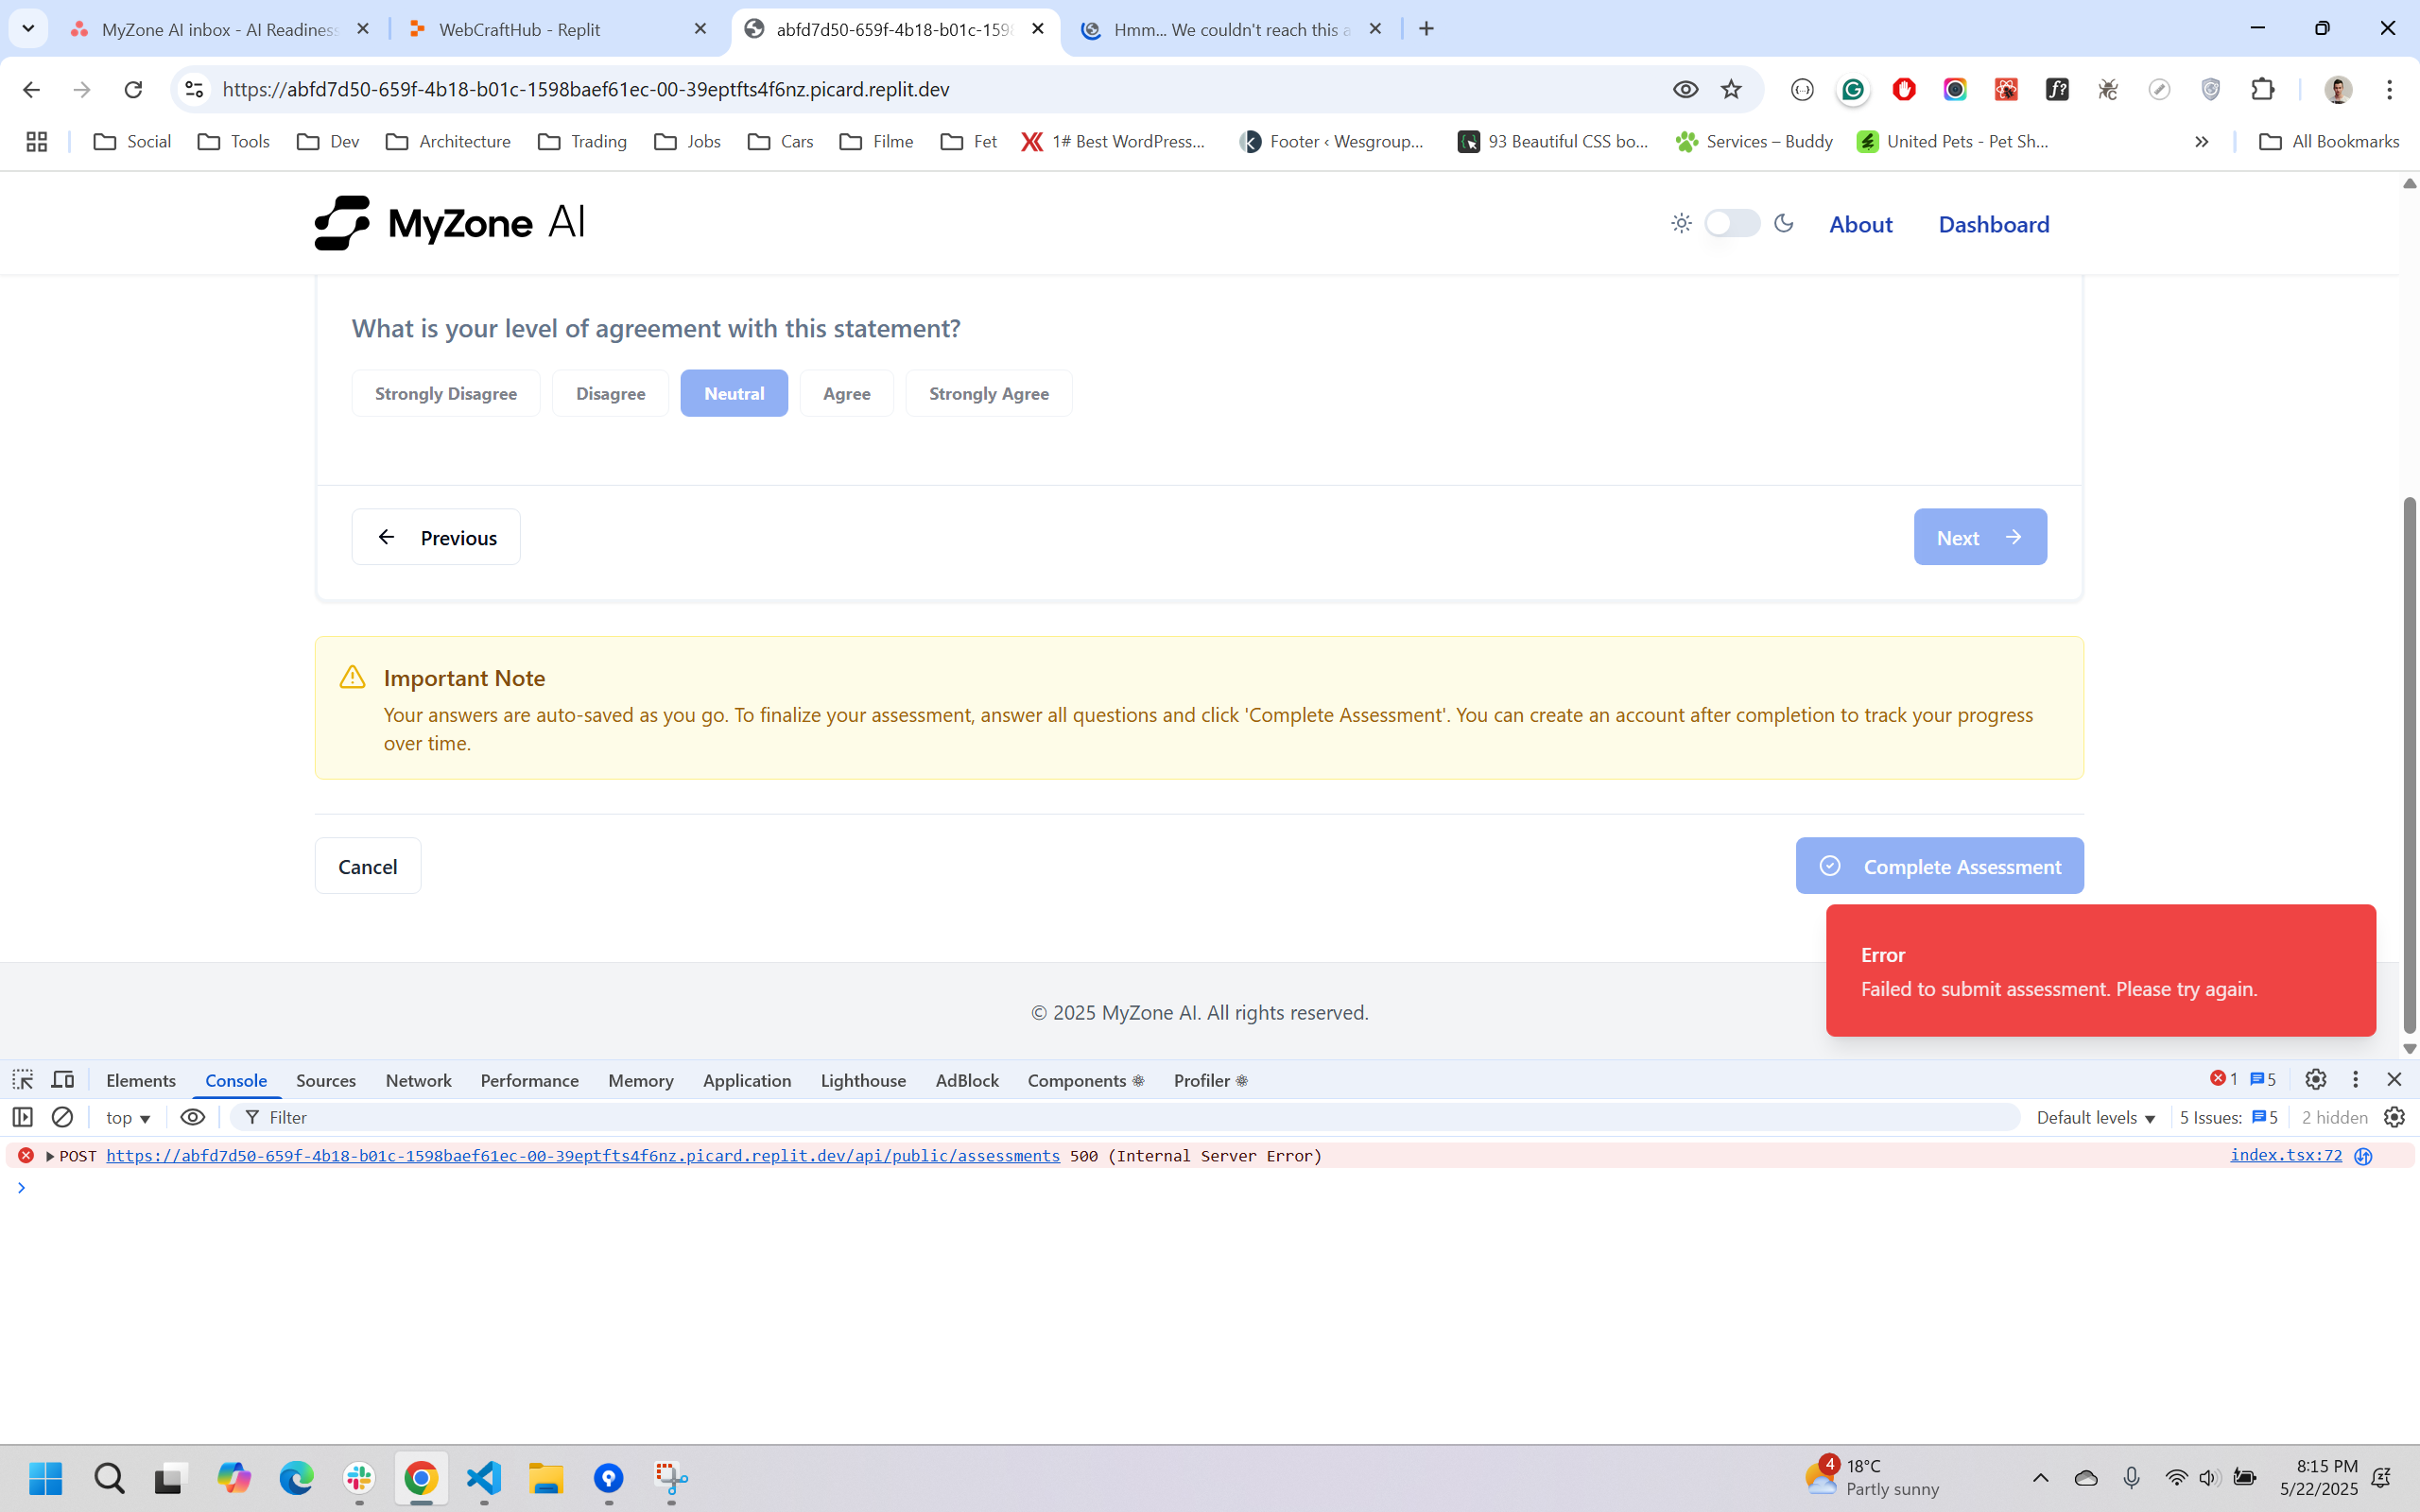 MyZone AI inbox - AI Readiness
WebCraftHub - Replit
abfd7d50-659f-4b18-b01c-1598
Hmm... We couldn't reach this a
https://abfd7d50-659f-4b18-b01c-1598baef61ec-00-39eptfts4f6nz.picard.replit.dev
Social
Tools
Dev
Architecture
Trading
Jobs
Cars
Filme
Fet
1# Best WordPress...
Footer ‹ Wesgroup...
93 Beautiful CSS bo...
Services – Buddy
United Pets - Pet Sh...
All Bookmarks
MyZone AI
About
Dashboard
What is your level of agreement with this statement?
Strongly Disagree
Disagree
Neutral
Agree
Strongly Agree
Previous
Next
Important Note
Your answers are auto-saved as you go. To finalize your assessment, answer all questions and click 'Complete Assessment'. You can create an account after completion to track your progress
over time.
Cancel
Complete Assessment
Error
Failed to submit assessment. Please try again.
© 2025 MyZone AI. All rights reserved.
Elements
Console
Sources
Network
Performance
Memory
Application
Lighthouse
AdBlock
Components
Profiler
1
5
top
Filter
Default levels
5 Issues:
5
2 hidden
POST https://abfd7d50-659f-4b18-b01c-1598baef61ec-00-39eptfts4f6nz.picard.replit.dev/api/public/assessments 500 (Internal Server Error)
index.tsx:72
4
18°C
Partly sunny
8:15 PM
5/22/2025